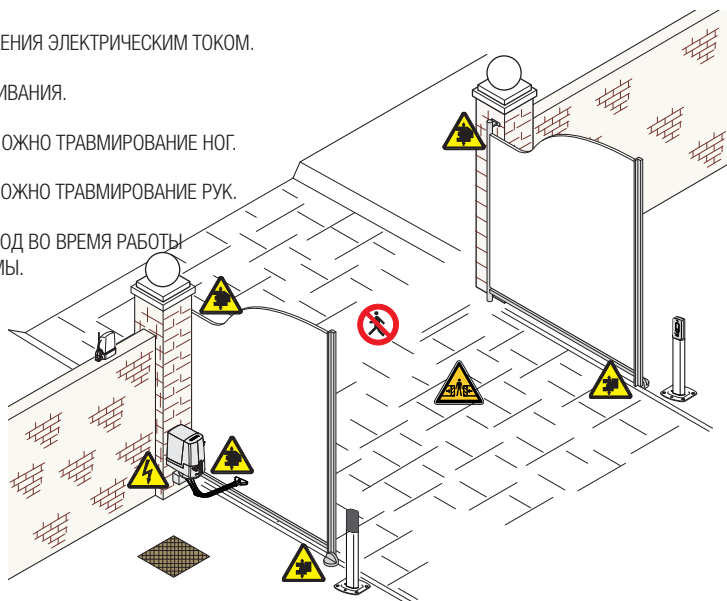 ЕНИЯ ЭЛЕКТРИЧЕСКИМ ТОКОМ.
ИВАНИЯ.
ОЖНО ТРАВМИРОВАНИЕ НОГ.
ОЖНО ТРАВМИРОВАНИЕ РУК.
ОД ВО ВРЕМЯ РАБОТЫ
МЫ.